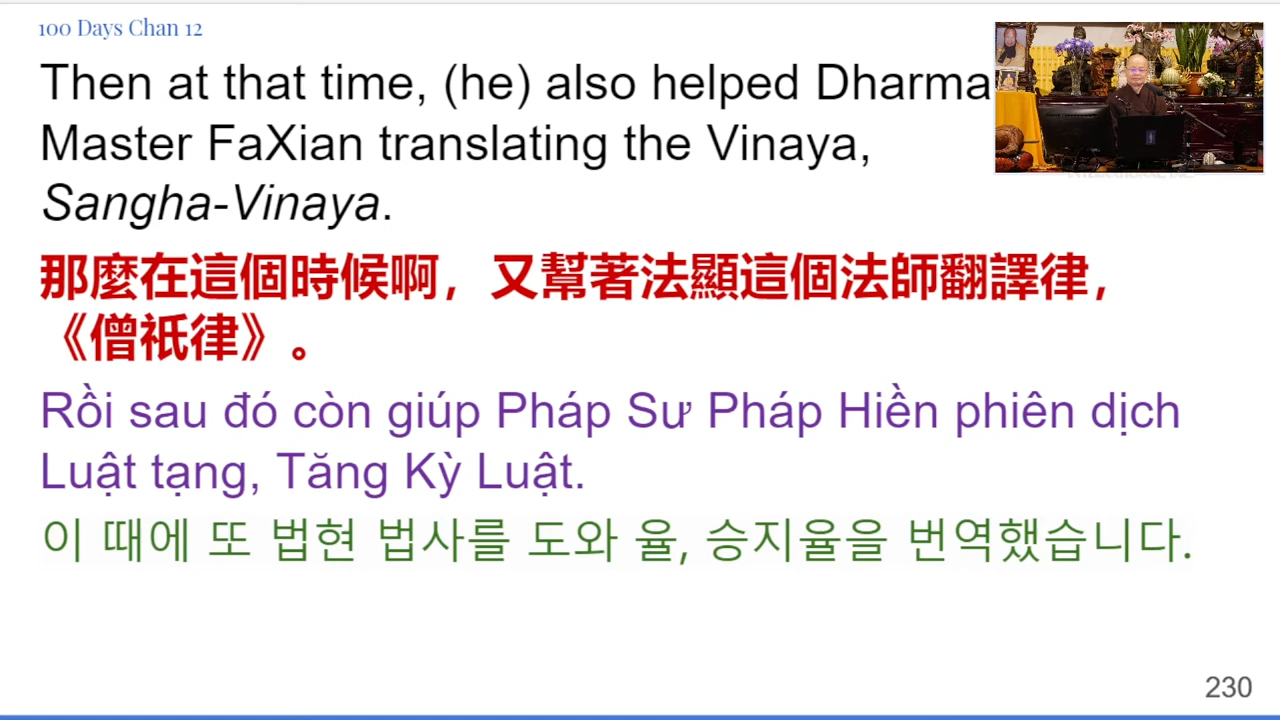 100 Days Chan 12
Then at that time, (he) also helped Dharma
Master FaXian translating the Vinaya,
Sangha-Vinaya.
那麼在這個時候啊，又幫著法顯這個法師翻譯律，
《僧祇律》。
Rồi sau đó còn giúp Pháp Sư Pháp Hiền phiên dịch
Luật tạng, Tăng Kỳ Luật.
이 때에 또 법현 법사를 도와 율, 승지율을 번역했습니다.
230